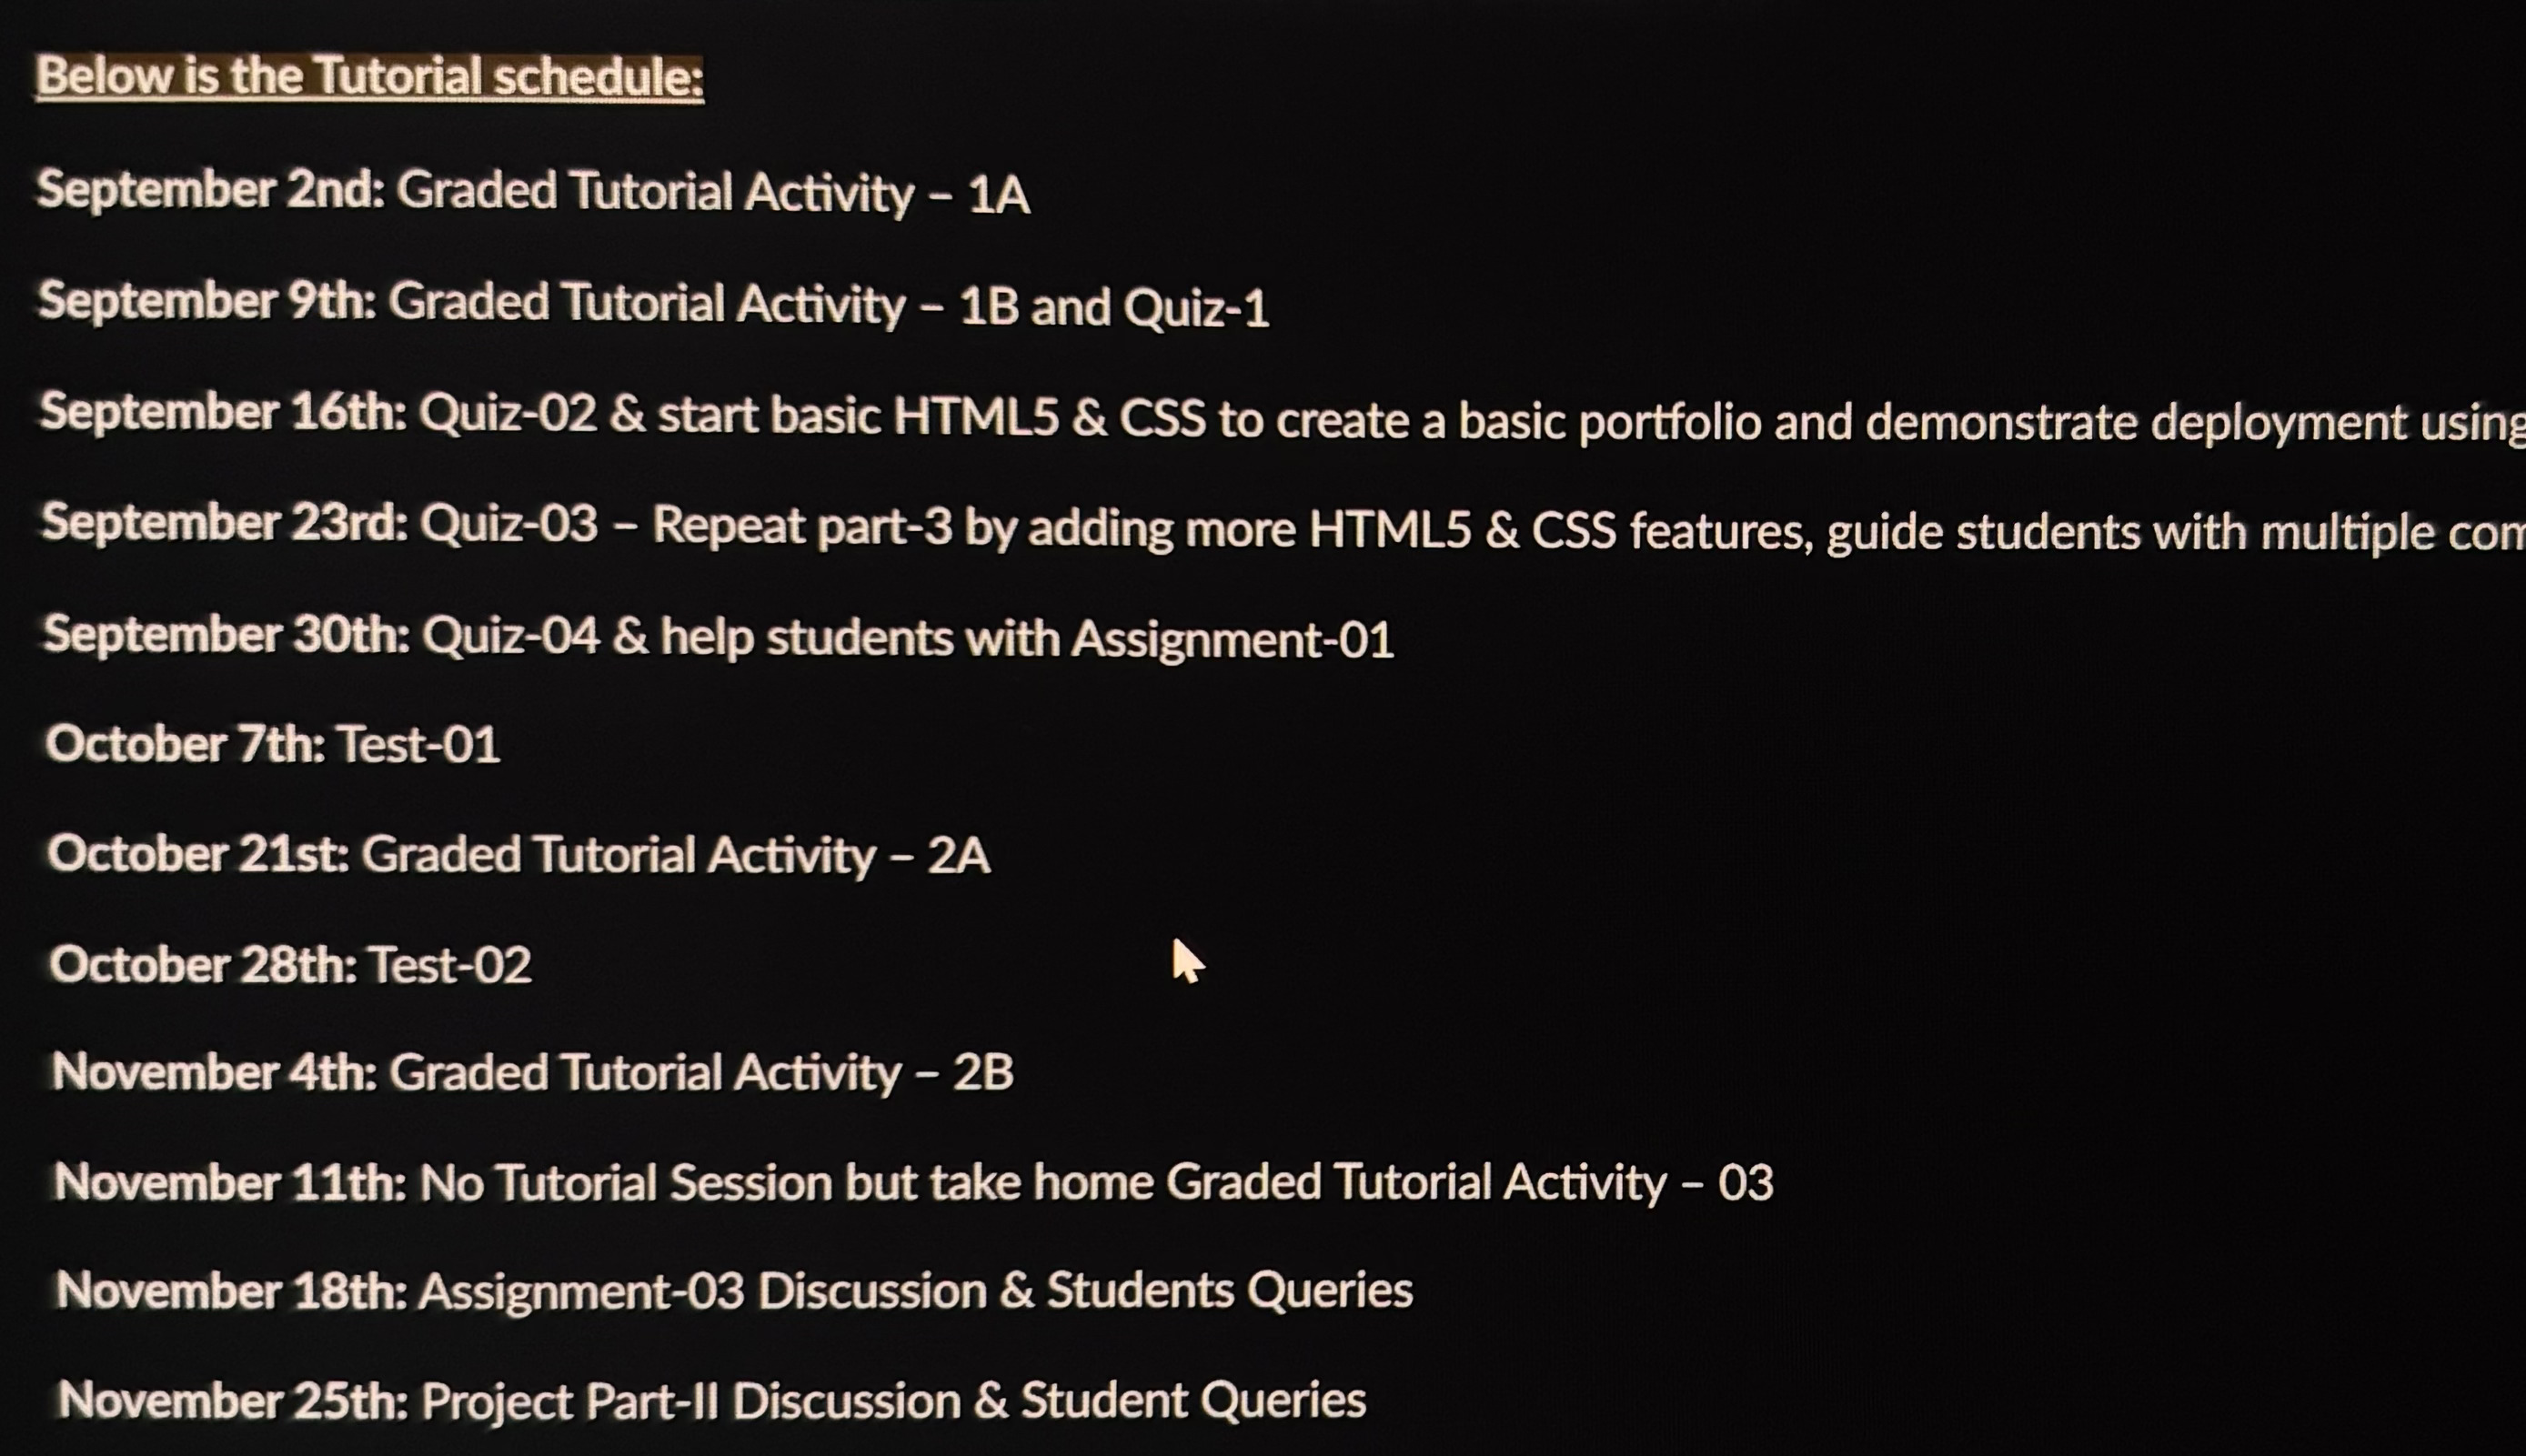 Below is the Tutorial schedule:
September 2nd: Graded Tutorial Activity – 1A
September 9th: Graded Tutorial Activity – 1B and Quiz-1
September 16th: Quiz-02 & start basic HTML5 & CSS to create a basic portfolio and demonstrate deployment using
September 23rd: Quiz-03 – Repeat part-3 by adding more HTML5 & CSS features, guide students with multiple
September 30th: Quiz-04 & help students with Assignment-01
October 7th: Test-01
October 21st: Graded Tutorial Activity – 2A
October 28th: Test-02
November 4th: Graded Tutorial Activity – 2B
November 11th: No Tutorial Session but take home Graded Tutorial Activity – 03
November 18th: Assignment-03 Discussion & Students Queries
November 25th: Project Part-II Discussion & Student Queries